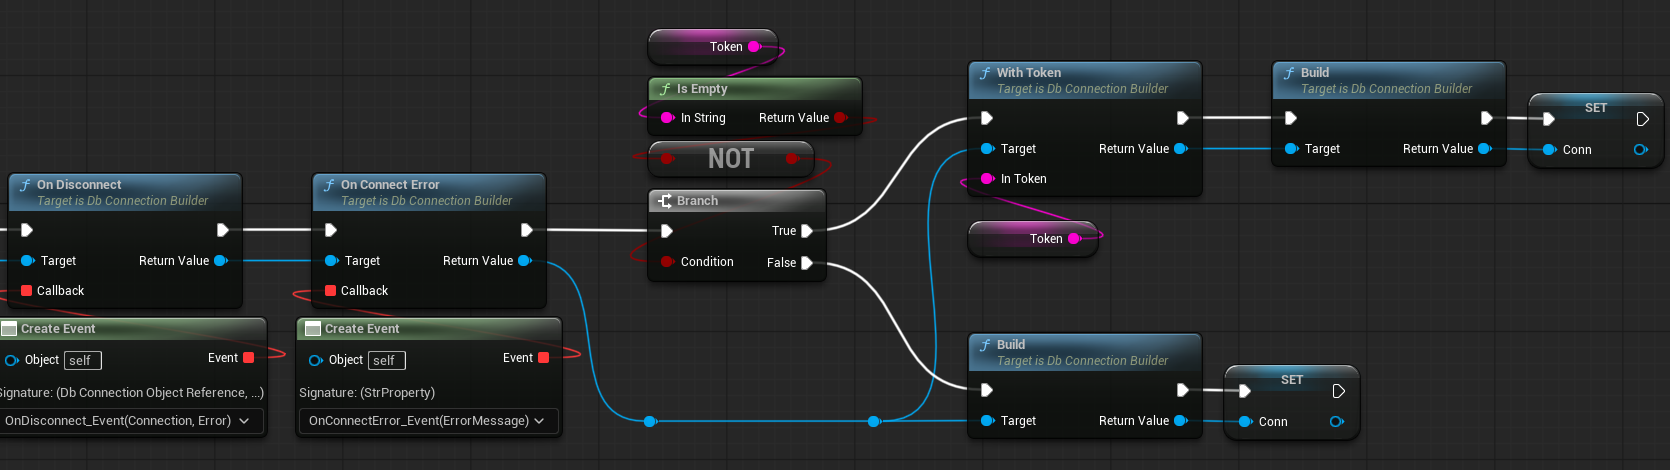 Token
Is Empty
In String Return Value
NOT
Branch
True
Condition False
On Disconnect
Target is Db Connection Builder
Target Return Value
Callback
Create Event
Object self Event
Signature: (Db Connection Object Reference, ...)
OnDisconnect_Event(Connection, Error)
On Connect Error
Target is Db Connection Builder
Target Return Value
Callback
Create Event
Object self Event
Signature: (StrProperty)
OnConnectError_Event(ErrorMessage)
With Token
Target is Db Connection Builder
Target Return Value
In Token
Token
Build
Target is Db Connection Builder
Target Return Value
SET
Conn
Build
Target is Db Connection Builder
Target Return Value
SET
Conn